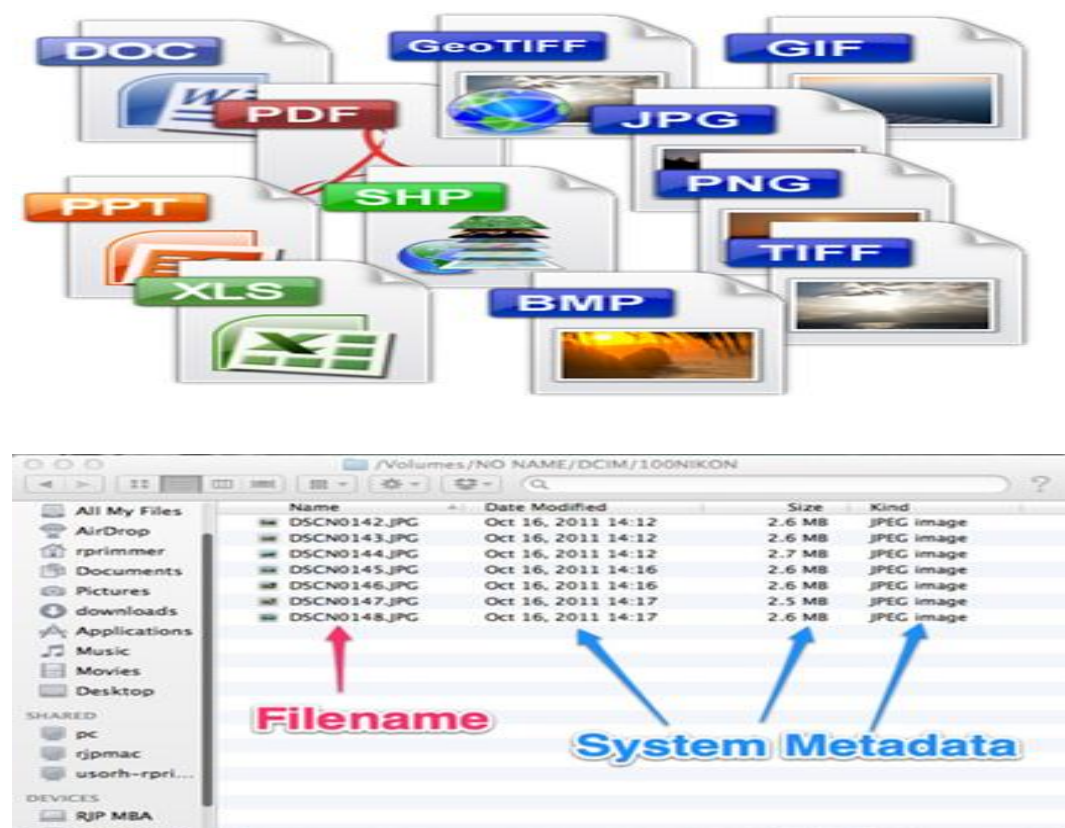 DOC
GeoTIFF
GIF
PDF
JPG
PNG
PPT
SHP
TIFF
XLS
BMP
/Volumes/NO NAME/DCIM/100NIKON
?
Name Date Modified Size Kind
DSCN0142.JPG Oct 16, 2011 14:12 2.6 MB JPEG image
DSCN0143.JPG Oct 16, 2011 14:12 2.6 MB JPEG image
DSCN0144.JPG Oct 16, 2011 14:12 2.7 MB JPEG image
DSCN0145.JPG Oct 16, 2011 14:16 2.6 MB JPEG image
DSCN0146.JPG Oct 16, 2011 14:16 2.6 MB JPEG image
DSCN0147.JPG Oct 16, 2011 14:17 2.5 MB JPEG image
DSCN0148.JPG Oct 16, 2011 14:17 2.6 MB JPEG image
All My Files
AirDrop
rprimmer
Documents
Pictures
downloads
Applications
Music
Movies
Desktop
SHARED
pc
rjpmac
usorh-rpri...
DEVICES
RJP MBA
Filename
System Metadata